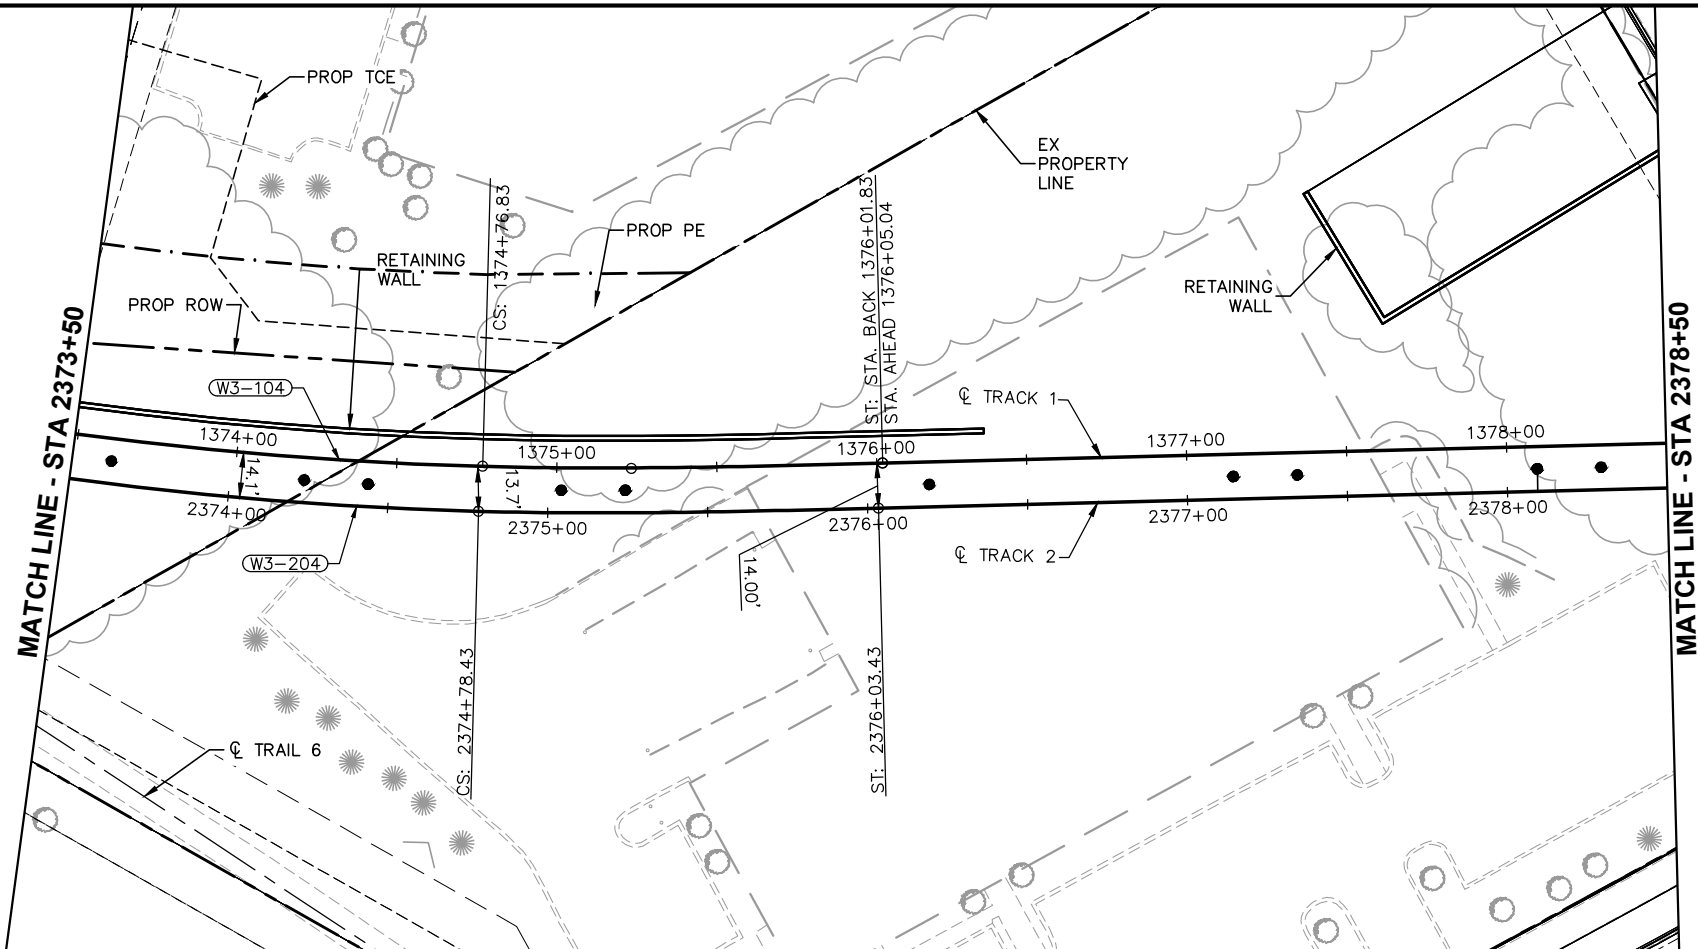 PROP TCE
EX
PROPERTY
LINE
PROP PE
RETAINING
WALL
PROP ROW
RETAINING
WALL
CS: 1374+76.83
ST: STA. BACK 1376+01.83
STA. AHEAD 1376+05.04
MATCH LINE - STA 2373+50
MATCH LINE - STA 2378+50
W3-104
℄ TRACK 1
1374+00
1375+00
1376+00
1377+00
1378+00
14.1'
13.7'
2374+00
2375+00
2376+00
2377+00
2378+00
W3-204
℄ TRACK 2
14.00'
CS: 2374+78.43
ST: 2376+03.43
℄ TRAIL 6